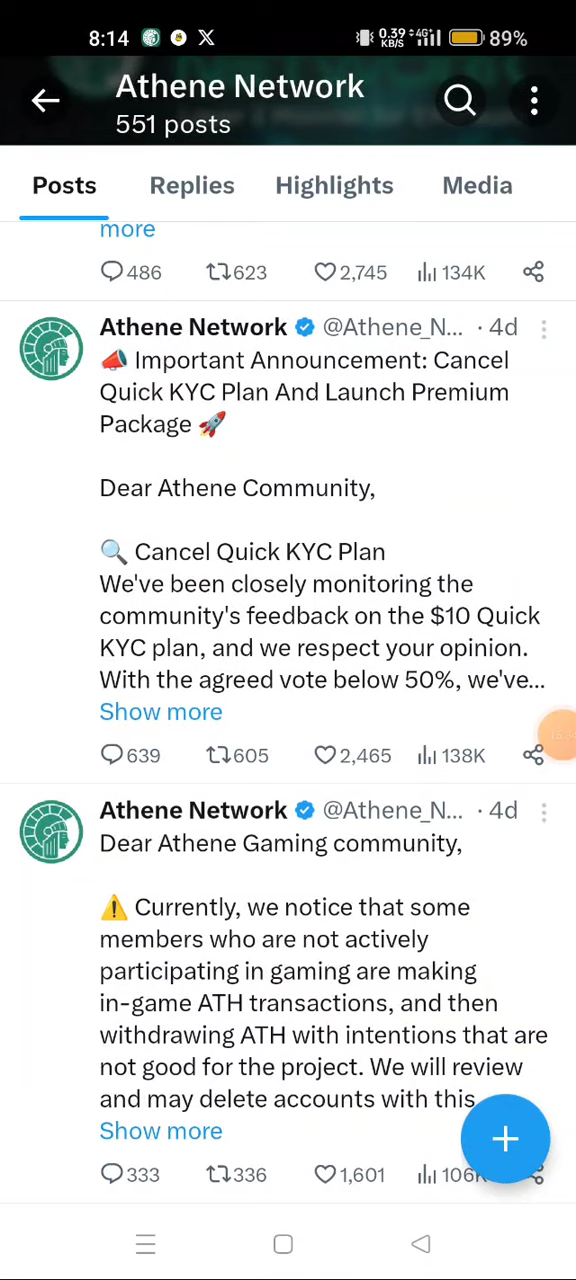 8:14
0.39 KB/S 4G 89%
Athene Network
551 posts
Posts Replies Highlights Media
more
486 623 2,745 134K
Athene Network @Athene_N... · 4d
📣 Important Announcement: Cancel
Quick KYC Plan And Launch Premium
Package 🚀
Dear Athene Community,
🔍 Cancel Quick KYC Plan
We've been closely monitoring the
community's feedback on the $10 Quick
KYC plan, and we respect your opinion.
With the agreed vote below 50%, we've...
Show more
639 605 2,465 138K
Athene Network @Athene_N... · 4d
Dear Athene Gaming community,
⚠️ Currently, we notice that some
members who are not actively
participating in gaming are making
in-game ATH transactions, and then
withdrawing ATH with intentions that are
not good for the project. We will review
and may delete accounts with this
Show more
333 336 1,601 106K